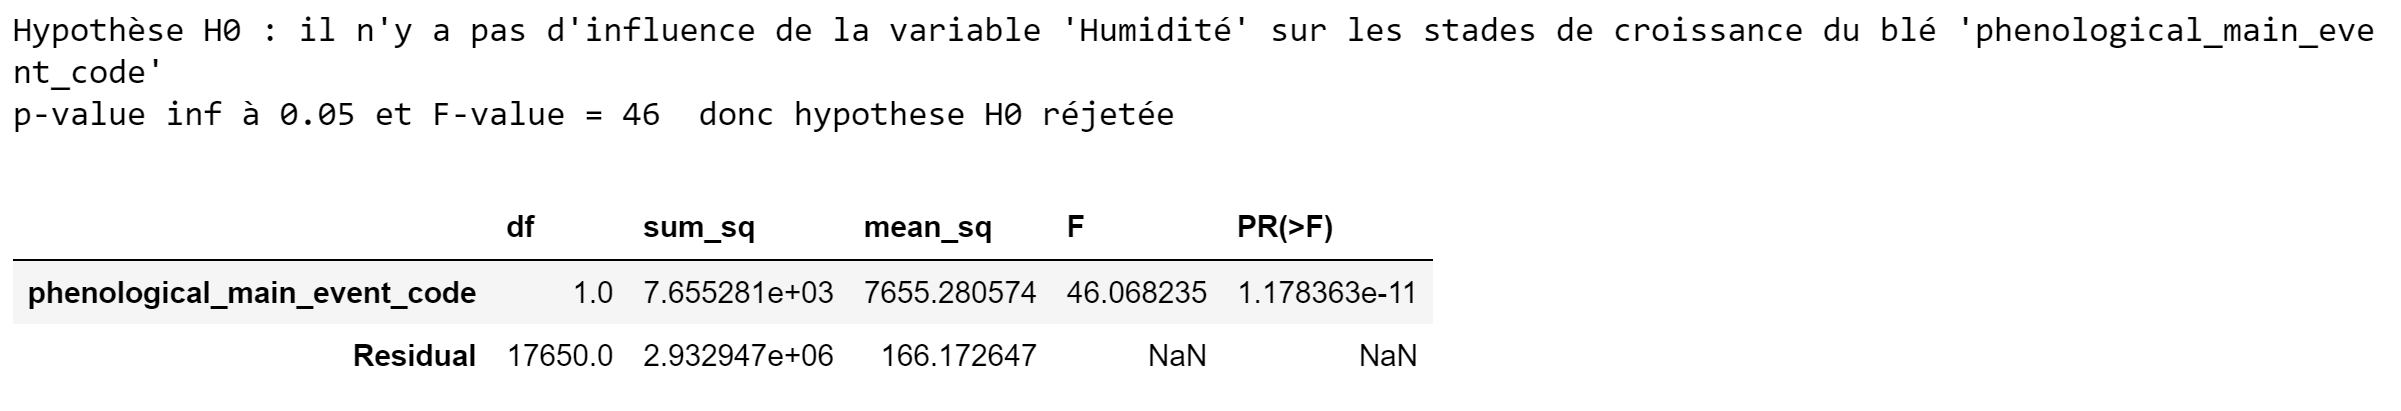 Hypothèse H0 : il n'y a pas d'influence de la variable 'Humidité' sur les stades de croissance du blé 'phenological_main_eve
nt_code'
p-value inf à 0.05 et F-value = 46  donc hypothese H0 réjetée
df sum_sq mean_sq F PR(>F)
phenological_main_event_code 1.0 7.655281e+03 7655.280574 46.068235 1.178363e-11
Residual 17650.0 2.932947e+06 166.172647 NaN NaN